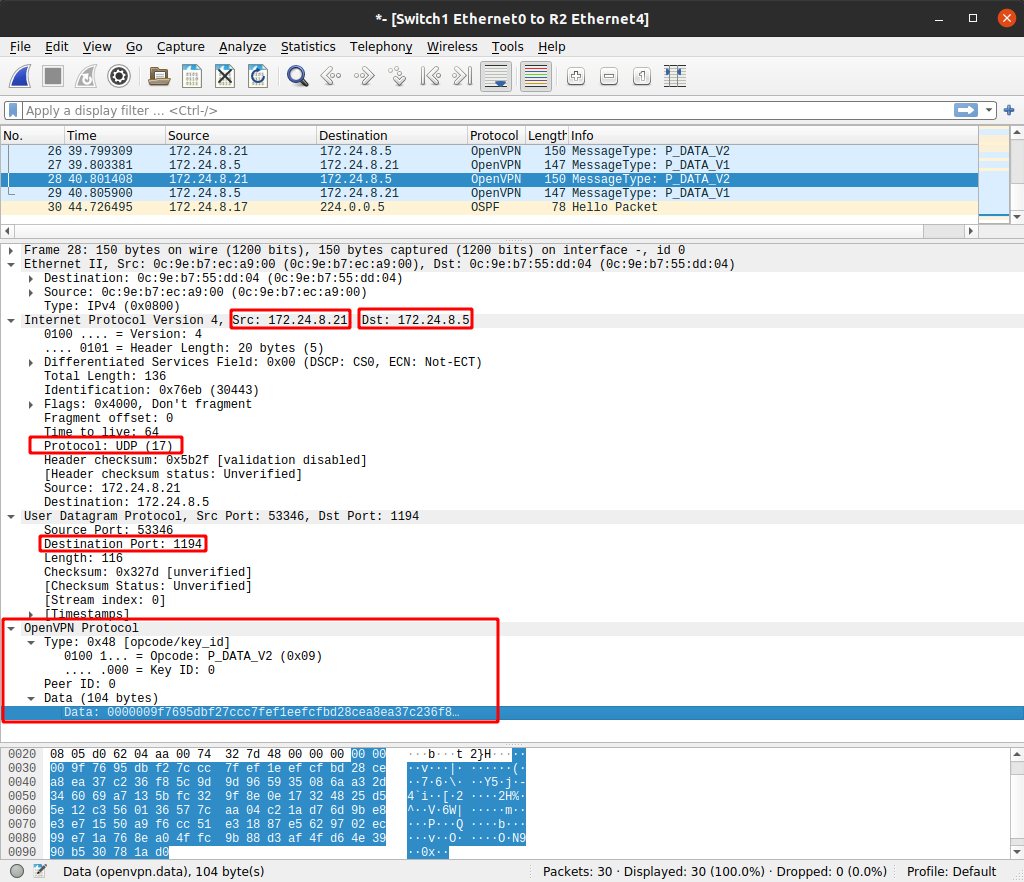 *- [Switch1 Ethernet0 to R2 Ethernet4]
File Edit View Go Capture Analyze Statistics Telephony Wireless Tools Help
Apply a display filter … <Ctrl-/>
No. Time Source Destination Protocol Length Info
26 39.799309 172.24.8.21 172.24.8.5 OpenVPN 150 MessageType: P_DATA_V2
27 39.803381 172.24.8.5 172.24.8.21 OpenVPN 147 MessageType: P_DATA_V1
28 40.801408 172.24.8.21 172.24.8.5 OpenVPN 150 MessageType: P_DATA_V2
29 40.805900 172.24.8.5 172.24.8.21 OpenVPN 147 MessageType: P_DATA_V1
30 44.726495 172.24.8.17 224.0.0.5 OSPF 78 Hello Packet
Frame 28: 150 bytes on wire (1200 bits), 150 bytes captured (1200 bits) on interface -, id 0
Ethernet II, Src: 0c:9e:b7:ec:a9:00 (0c:9e:b7:ec:a9:00), Dst: 0c:9e:b7:55:dd:04 (0c:9e:b7:55:dd:04)
Destination: 0c:9e:b7:55:dd:04 (0c:9e:b7:55:dd:04)
Source: 0c:9e:b7:ec:a9:00 (0c:9e:b7:ec:a9:00)
Type: IPv4 (0x0800)
Internet Protocol Version 4, Src: 172.24.8.21, Dst: 172.24.8.5
0100 .... = Version: 4
.... 0101 = Header Length: 20 bytes (5)
Differentiated Services Field: 0x00 (DSCP: CS0, ECN: Not-ECT)
Total Length: 136
Identification: 0x76eb (30443)
Flags: 0x4000, Don't fragment
Fragment offset: 0
Time to live: 64
Protocol: UDP (17)
Header checksum: 0x5b2f [validation disabled]
[Header checksum status: Unverified]
Source: 172.24.8.21
Destination: 172.24.8.5
User Datagram Protocol, Src Port: 53346, Dst Port: 1194
Source Port: 53346
Destination Port: 1194
Length: 116
Checksum: 0x327d [unverified]
[Checksum Status: Unverified]
[Stream index: 0]
[Timestamps]
OpenVPN Protocol
Type: 0x48 [opcode/key_id]
0100 1... = Opcode: P_DATA_V2 (0x09)
.... .000 = Key ID: 0
Peer ID: 0
Data (104 bytes)
Data: 0000009f7695dbf27ccc7fef1eefcfbd28cea8ea37c236f8…
0020 08 05 d0 62 04 aa 00 74 32 7d 48 00 00 00 00 00 ···b···t 2}H·····
0030 00 9f 76 95 db f2 7c cc 7f ef 1e ef cf bd 28 ce ··v···|· ······(·
0040 a8 ea 37 c2 36 f8 5c 9d 9d 96 59 35 08 6a a3 2d ··7·6·\· ··Y5·j·-
0050 34 60 69 a7 13 5b fc 32 9f 8e 0e 17 32 48 25 d5 4`i··[·2 ····2H%·
0060 5e 12 c3 56 01 36 57 7c aa 04 c2 1a d7 6d 9b e8 ^··V·6W| ·····m··
0070 e3 e7 15 50 a9 f6 cc 51 e3 18 87 e5 62 97 02 ec ···P···Q ····b···
0080 99 e7 1a 76 8e a0 4f fc 9b 88 d3 af 4f d6 4e 39 ···v··O· ····O·N9
0090 90 b5 30 78 1a d0 ··0x··
Data (openvpn.data), 104 byte(s) Packets: 30 · Displayed: 30 (100.0%) · Dropped: 0 (0.0%) Profile: Default